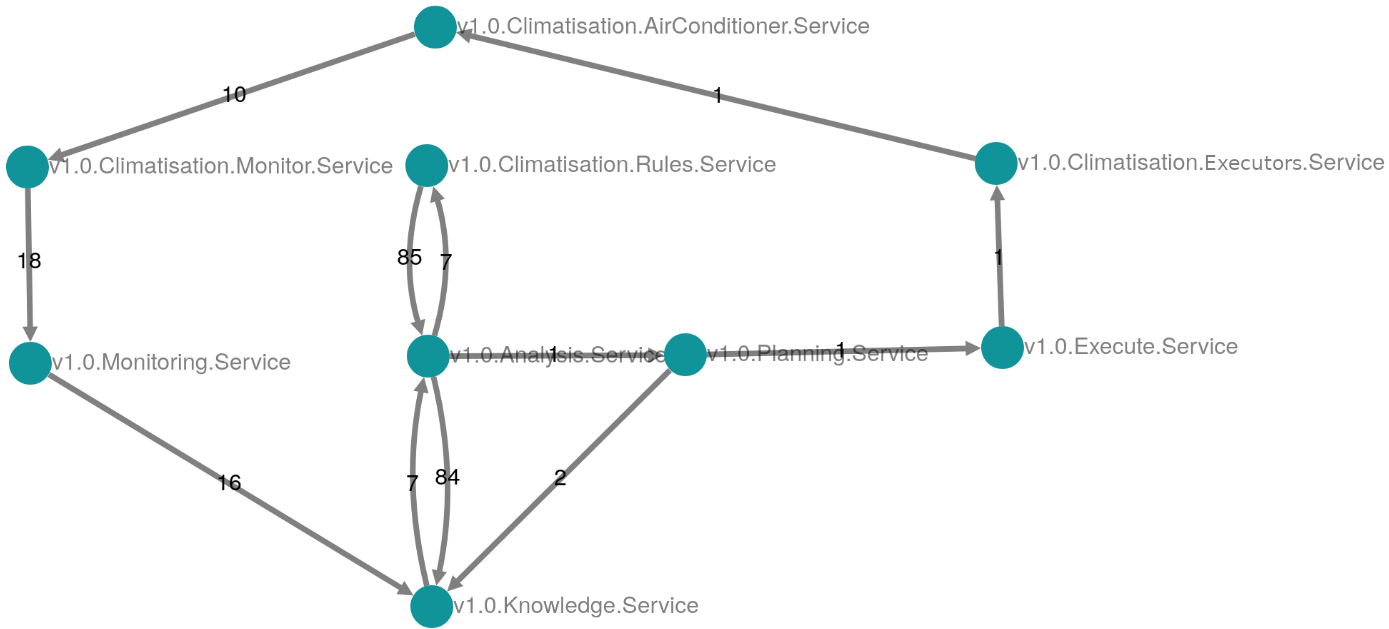 v1.0.Climatisation.AirConditioner.Service
10
1
v1.0.Climatisation.Monitor.Service
v1.0.Climatisation.Rules.Service
v1.0.Climatisation.Executors.Service
18
85
7
1
v1.0.Monitoring.Service
v1.0.Analysis.Service
1
v1.0.Planning.Service
1
v1.0.Execute.Service
16
7
84
2
v1.0.Knowledge.Service